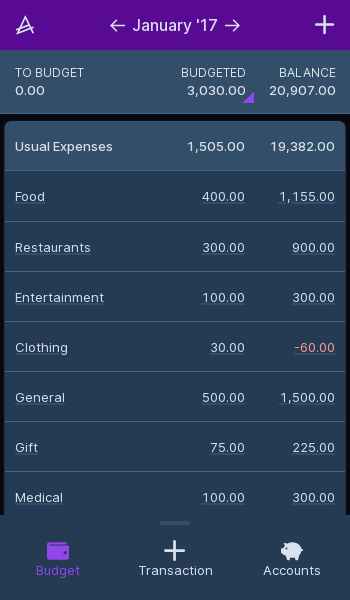 ← January '17 → +
TO BUDGET BUDGETED BALANCE
0.00 3,030.00 20,907.00
Usual Expenses 1,505.00 19,382.00
Food 400.00 1,155.00
Restaurants 300.00 900.00
Entertainment 100.00 300.00
Clothing 30.00 -60.00
General 500.00 1,500.00
Gift 75.00 225.00
Medical 100.00 300.00
Budget Transaction Accounts